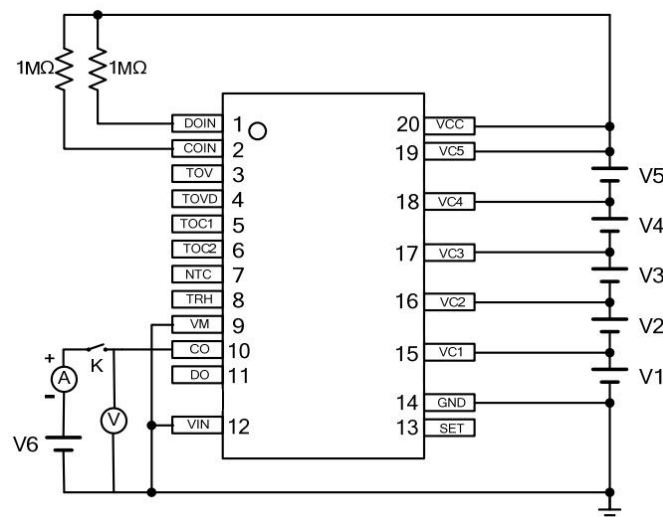 1MΩ 1MΩ
DOIN 1
COIN 2
TOV 3
TOVD 4
TOC1 5
TOC2 6
NTC 7
TRH 8
VM 9
CO 10
DO 11
VIN 12
20 VCC
19 VC5
18 VC4
17 VC3
16 VC2
15 VC1
14 GND
13 SET
V5
V4
V3
V2
V1
+
A
-
K
V
V6